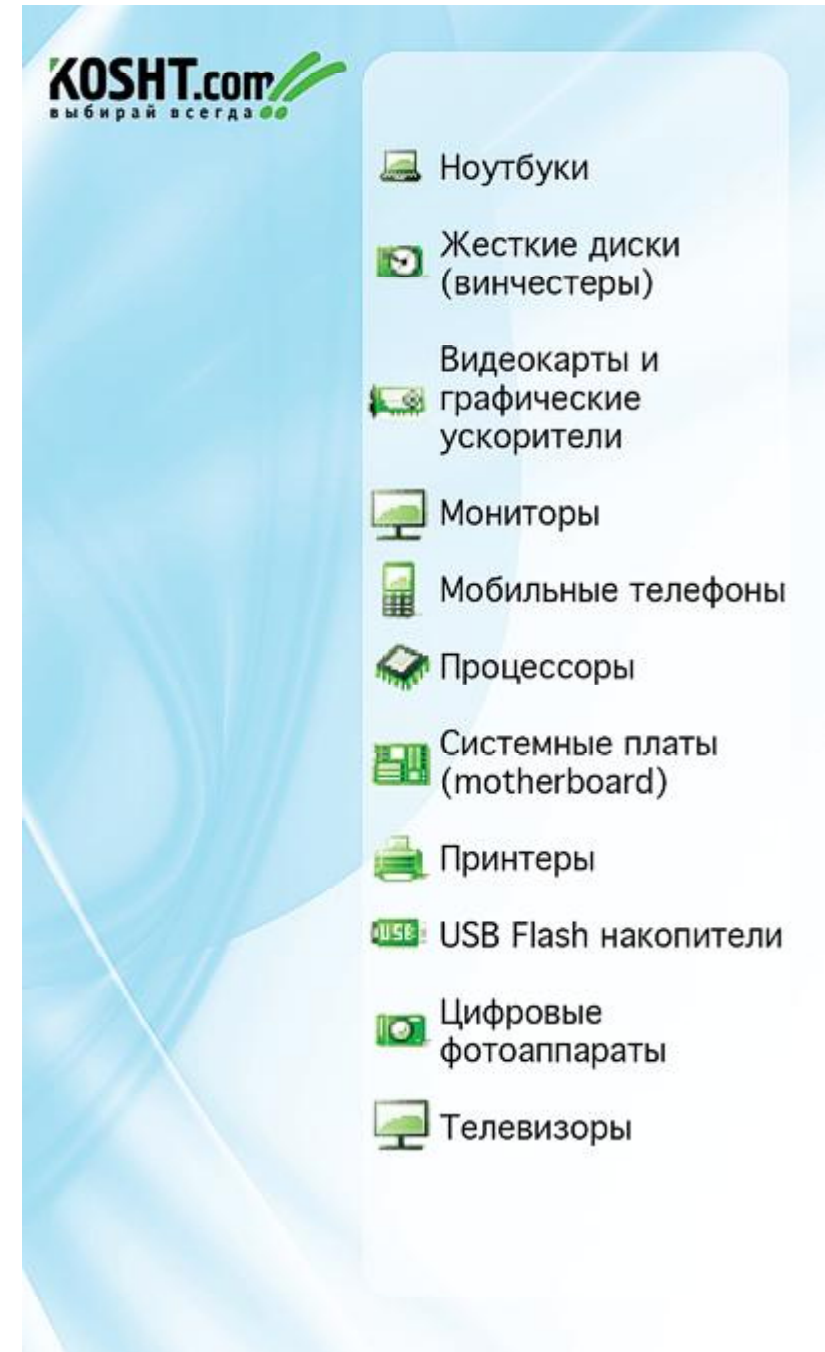 KOSHT.com
выбирай всегда
Ноутбуки
Жесткие диски
(винчестеры)
Видеокарты и
графические
ускорители
Мониторы
Мобильные телефоны
Процессоры
Системные платы
(motherboard)
Принтеры
USB
USB Flash накопители
Цифровые
фотоаппараты
Телевизоры